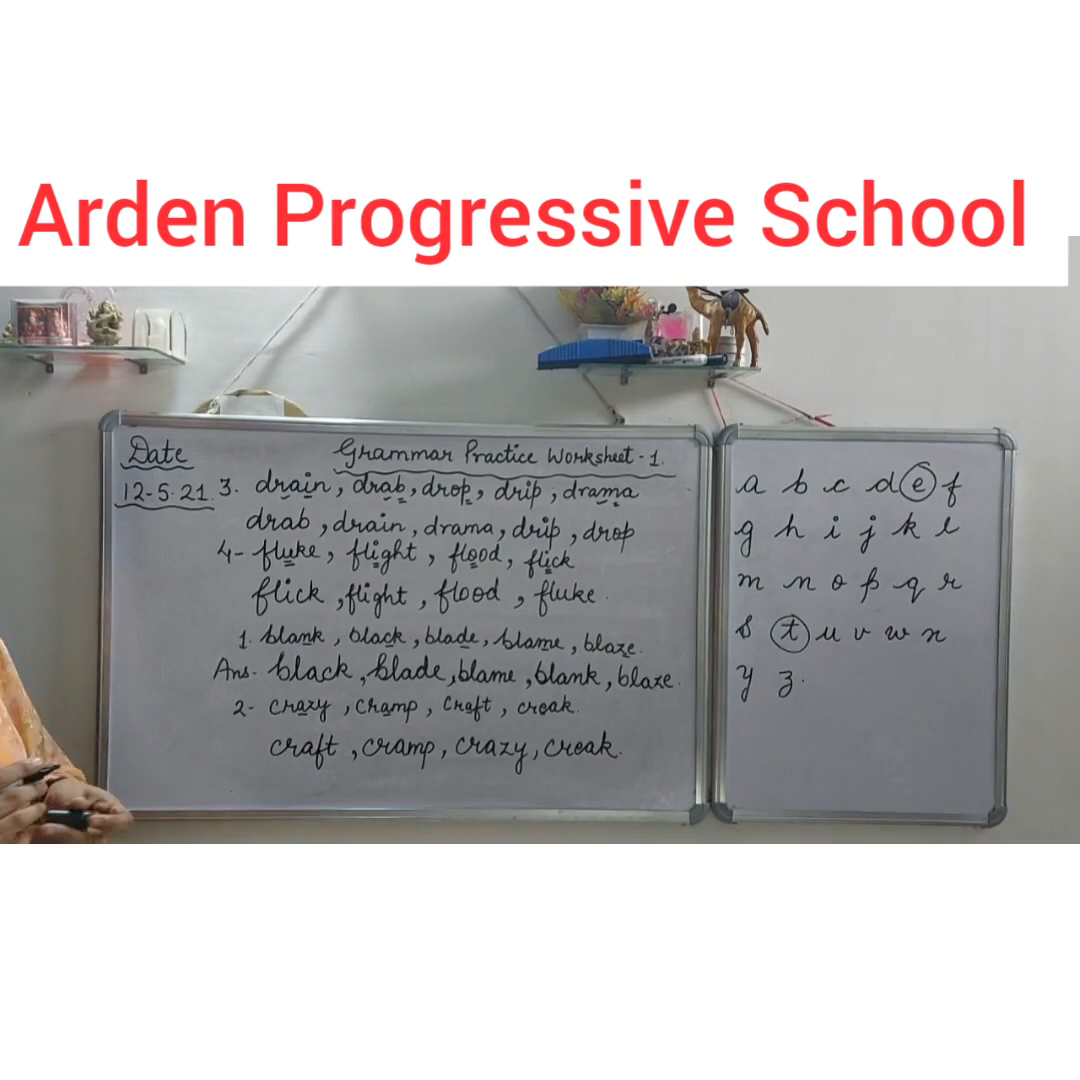 Arden Progressive School
Date
Grammar Practice Worksheet - 1.
12-5-21
3. drain, drab, drop, drip, drama
drab, drain, drama, drip, drop
4- fluke, flight, flood, flick
flick, flight, flood, fluke.
1. blank, black, blade, blame, blaze.
Ans- black, blade, blame, blank, blaze.
2- crazy, cramp, craft, croak.
craft, cramp, crazy, croak.
a b c d e f
g h i j k l
m n o p q r
s t u v w x
y z.